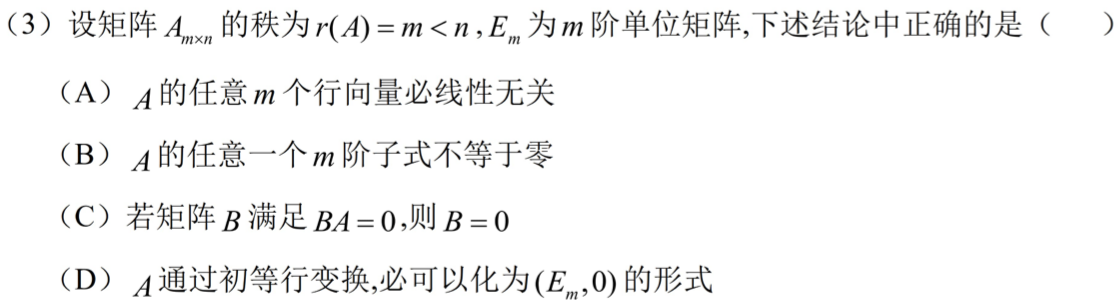 （3）设矩阵 $A_{m×n}$ 的秩为 $r(A)=m<n$,$E_m$ 为 $m$ 阶单位矩阵,下述结论中正确的是（　　）
（A） $A$ 的任意 $m$ 个行向量必线性无关
（B） $A$ 的任意一个 $m$ 阶子式不等于零
（C）若矩阵 $B$ 满足 $BA=0$,则 $B=0$
（D） $A$ 通过初等行变换,必可以化为 $(E_m,0)$ 的形式